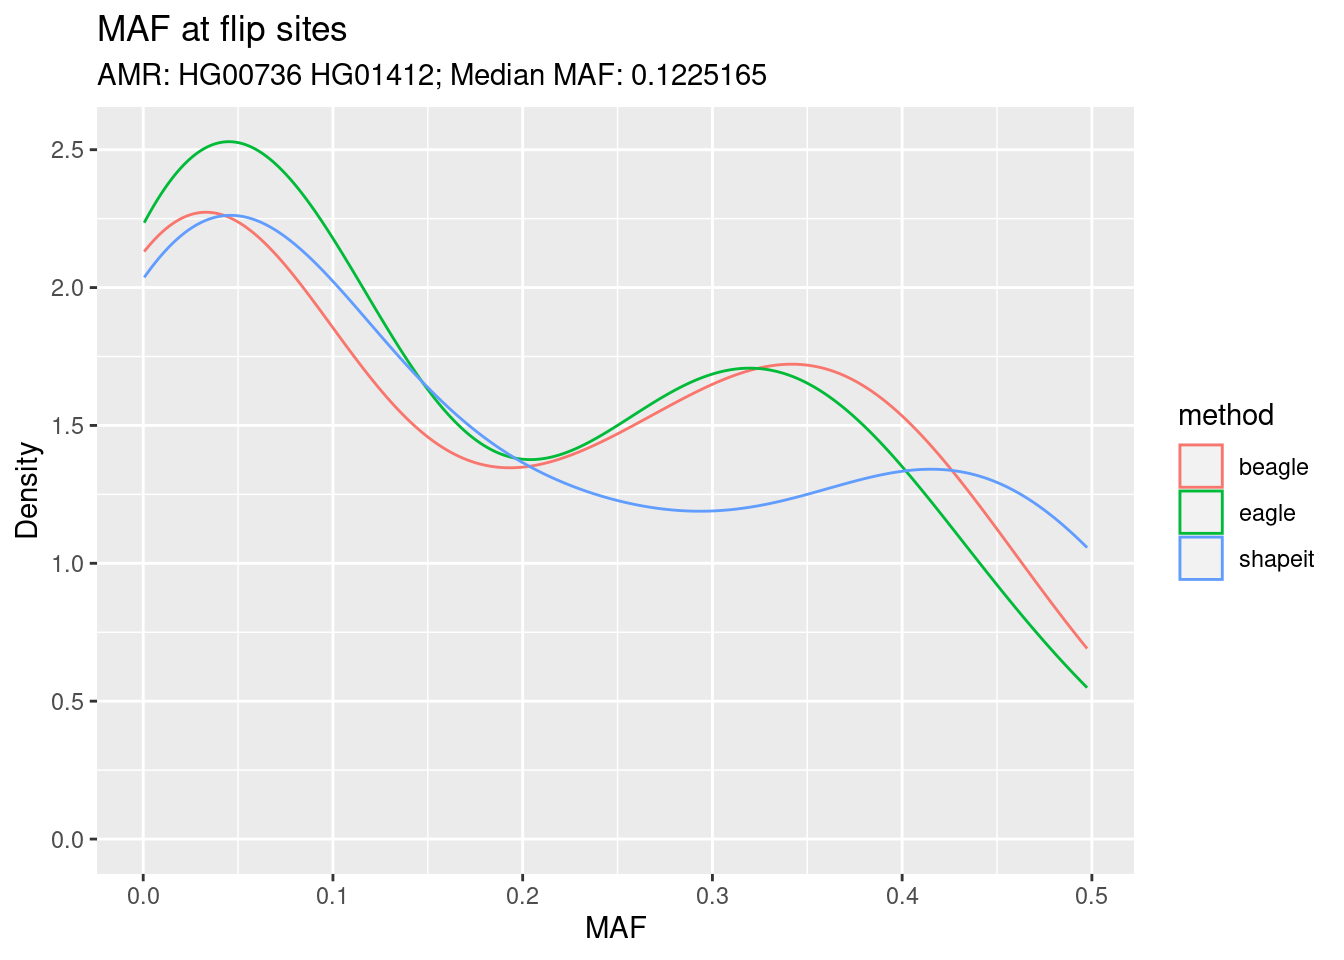 MAF at flip sites
AMR: HG00736 HG01412; Median MAF: 0.1225165
2.5
2.0
1.5
1.0
0.5
0.0
Density
0.0 0.1 0.2 0.3 0.4 0.5
MAF
method
beagle
eagle
shapeit